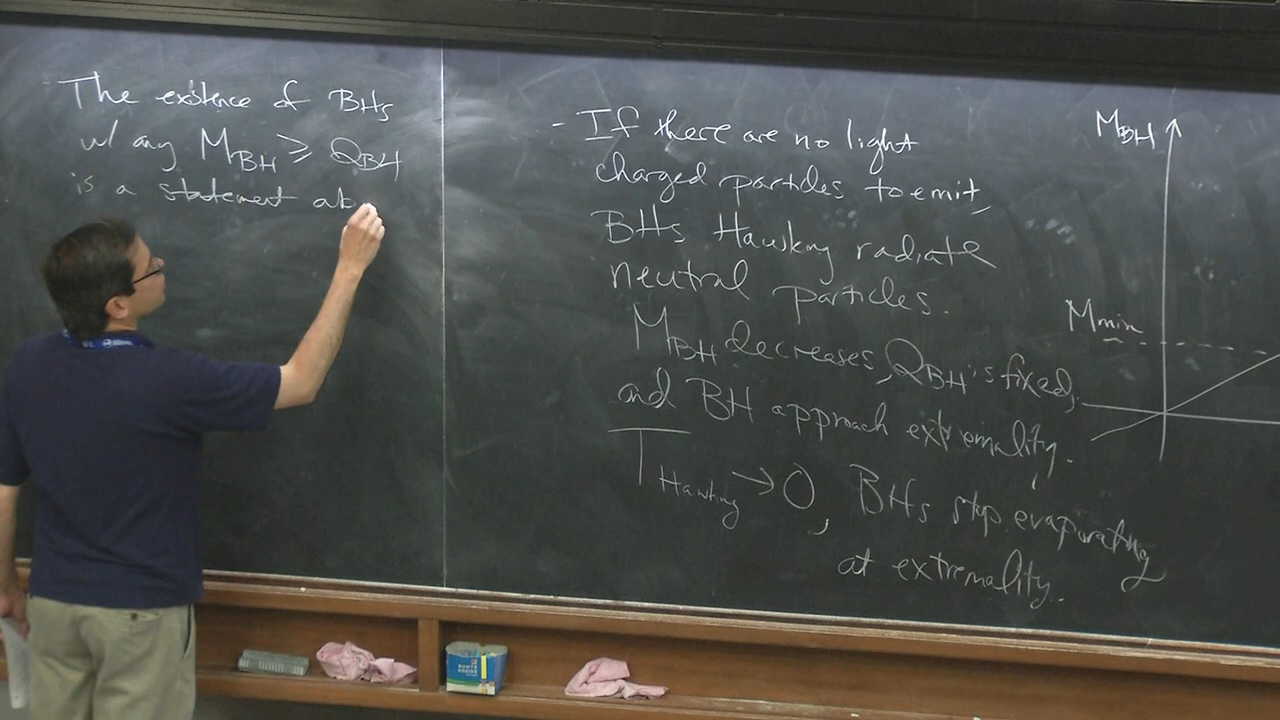 The existence of BHs
w/ any M_BH ≥ Q_BH
is a statement abo
- If there are no light
charged particles to emit,
BHs Hawking radiate
neutral particles.
M_BH decreases, Q_BH is fixed,
and BH approach extremality.
T_Hawking → 0, BHs stop evaporating
at extremality.
M_BH
M_min